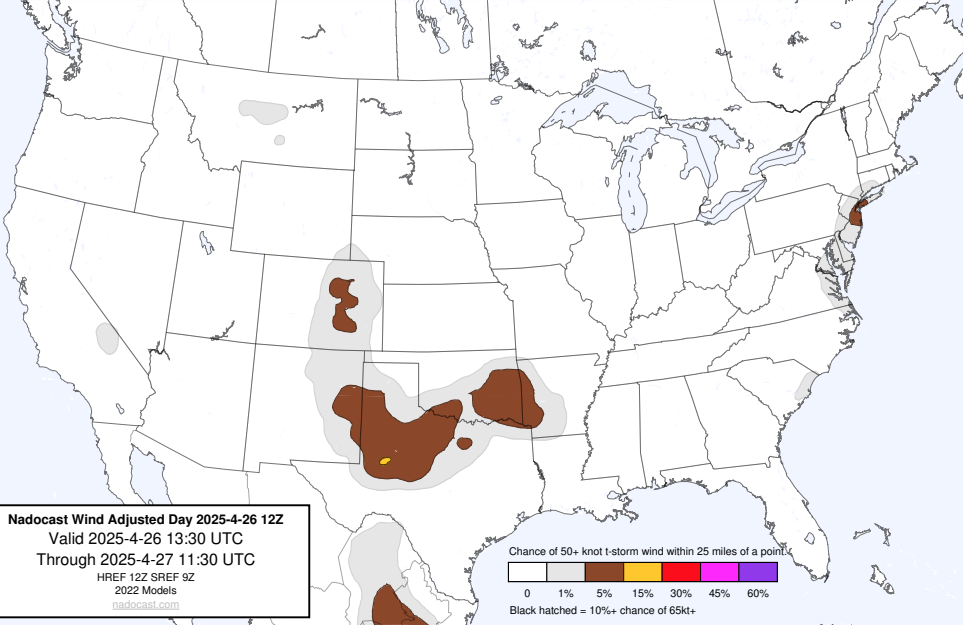 Nadocast Wind Adjusted Day 2025-4-26 12Z
Valid 2025-4-26 13:30 UTC
Through 2025-4-27 11:30 UTC
HREF 12Z SREF 9Z
2022 Models
nadocast.com
Chance of 50+ knot t-storm wind within 25 miles of a point.
0 1% 5% 15% 30% 45% 60%
Black hatched = 10%+ chance of 65kt+